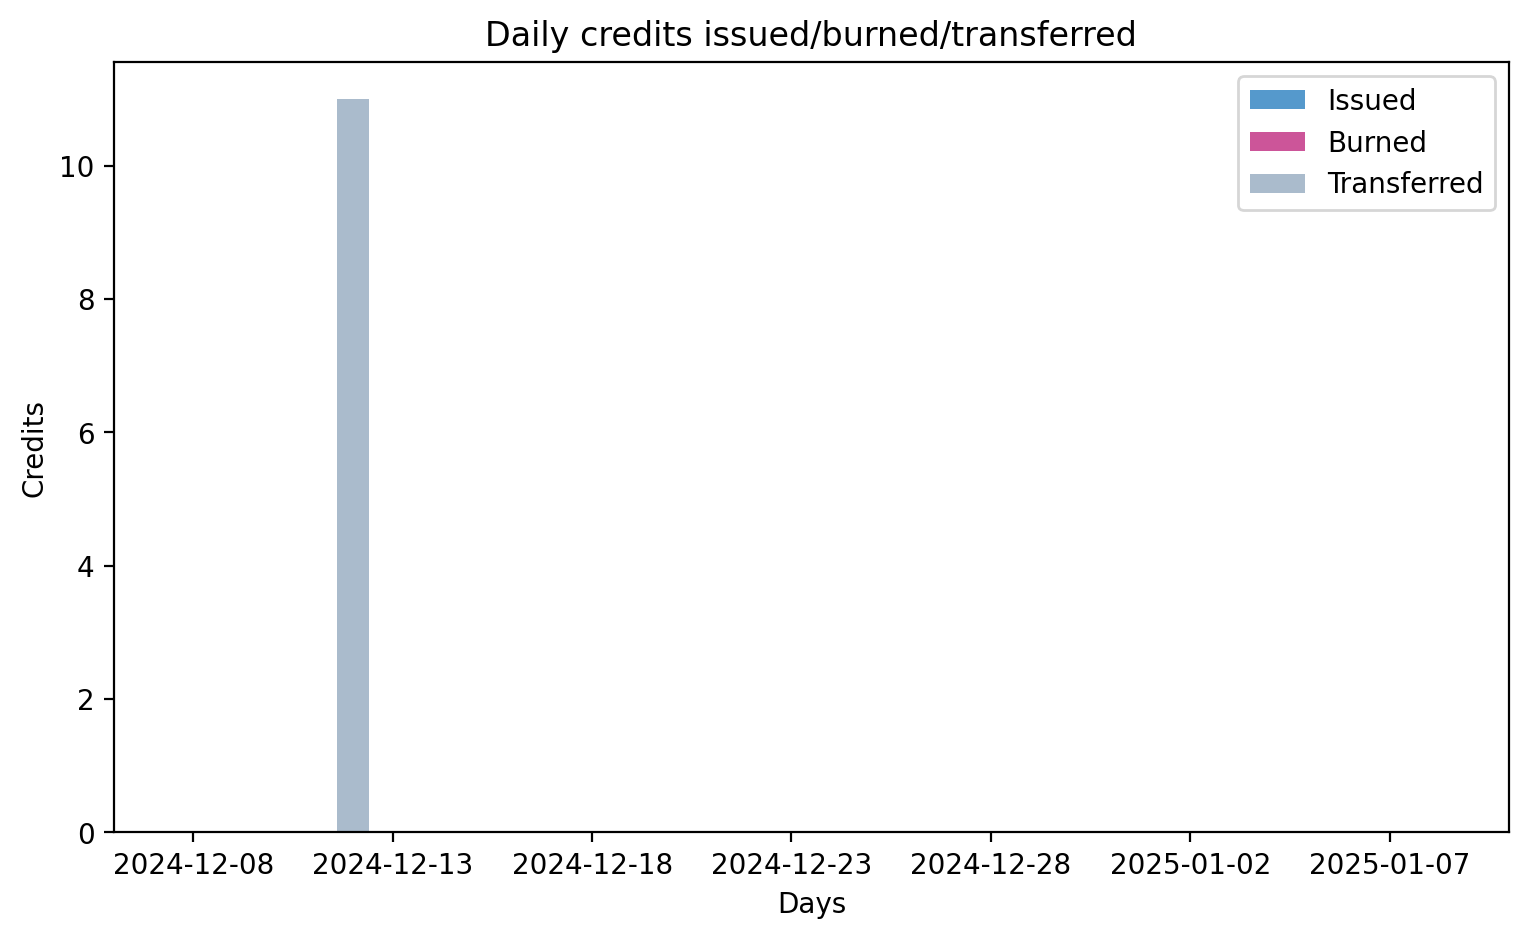 Daily credits issued/burned/transferred
Issued
Burned
Transferred
10
8
6
4
2
0
Credits
2024-12-08
2024-12-13
2024-12-18
2024-12-23
2024-12-28
2025-01-02
2025-01-07
Days